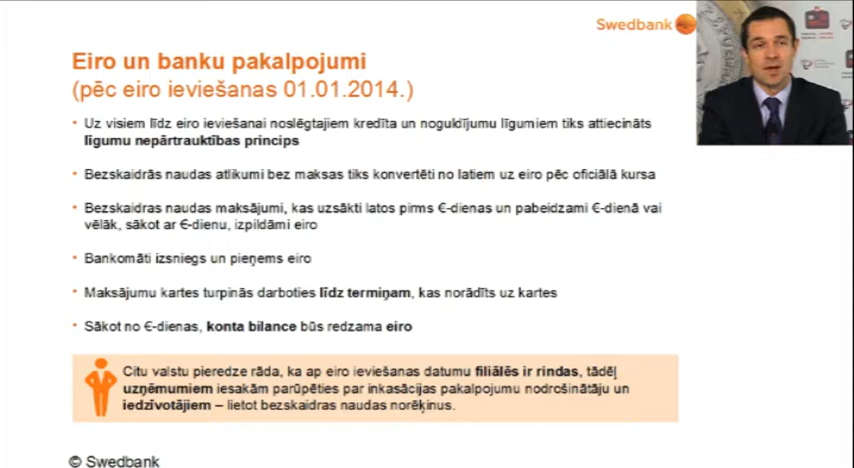 Swedbank
Eiro un banku pakalpojumi
(pēc eiro ieviešanas 01.01.2014.)
• Uz visiem līdz eiro ieviešanai noslēgtajiem kredīta un noguldījumu līgumiem tiks attiecināts
līgumu nepārtrauktības princips
• Bezskaidrās naudas atlikumi bez maksas tiks konvertēti no latiem uz eiro pēc oficiālā kursa
• Bezskaidras naudas maksājumi, kas uzsākti latos pirms €-dienas un pabeidzami €-dienā vai
vēlāk, sākot ar €-dienu, izpildāmi eiro
• Bankomāti izsniegs un pieņems eiro
• Maksājumu kartes turpinās darboties līdz termiņam, kas norādīts uz kartes
• Sākot no €-dienas, konta bilance būs redzama eiro
Citu valstu pieredze rāda, ka ap eiro ieviešanas datumu filiālēs ir rindas, tādēļ
uzņēmumiem iesakām parūpēties par inkasācijas pakalpojumu nodrošinātāju un
iedzīvotājiem – lietot bezskaidras naudas norēķinus.
© Swedbank